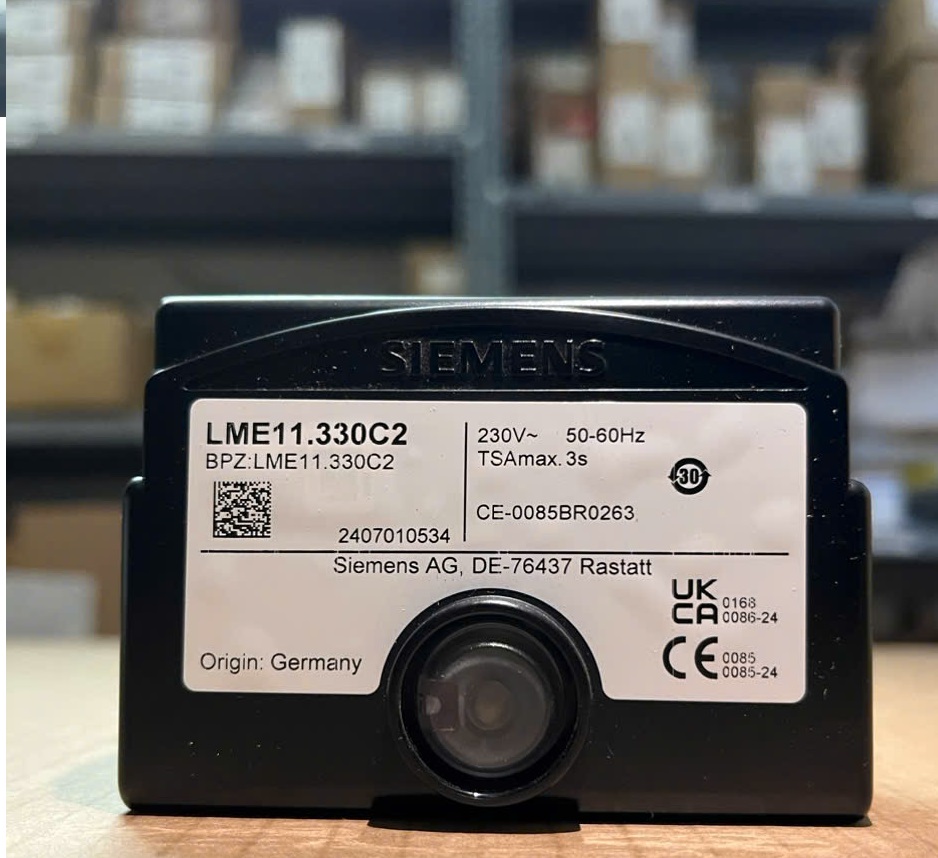 SIEMENS
LME11.330C2
BPZ:LME11.330C2
2407010534
230V~ 50-60Hz
TSAmax. 3s
30
CE-0085BR0263
Siemens AG, DE-76437 Rastatt
UK
CA 0168
0086-24
CE 0085
0085-24
Origin: Germany